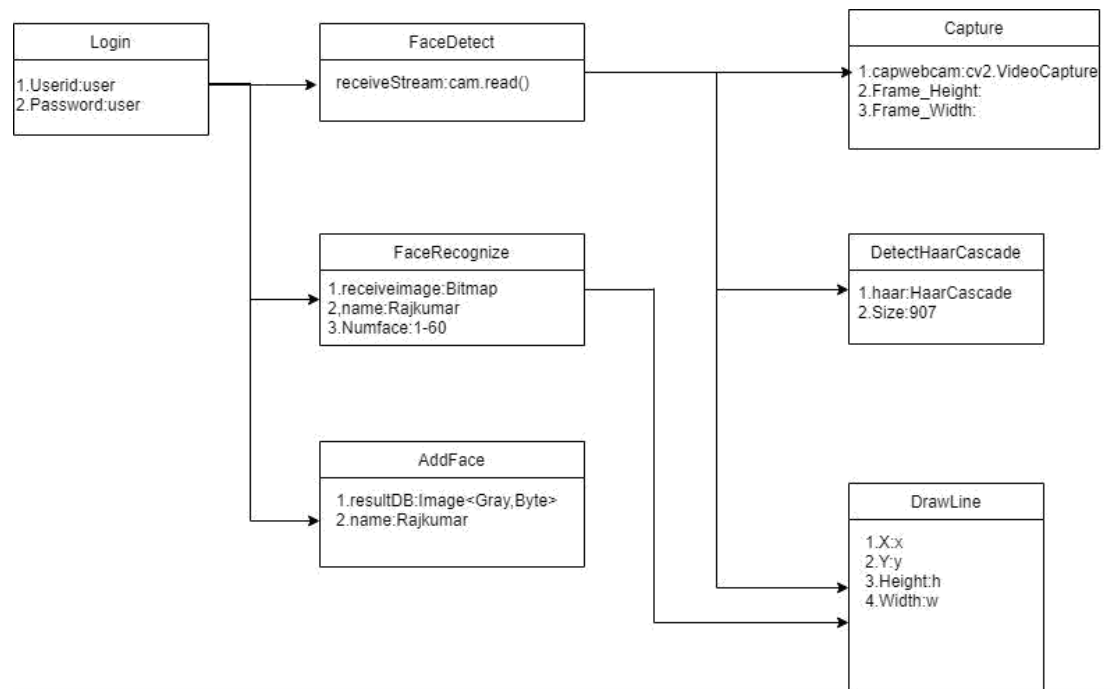 Login
1.Userid:user
2.Password:user
FaceDetect
receiveStream:cam.read()
Capture
1.capwebcam:cv2.VideoCapture
2.Frame_Height:
3.Frame_Width:
FaceRecognize
1.receiveimage:Bitmap
2,name:Rajkumar
3.Numface:1-60
DetectHaarCascade
1.haar:HaarCascade
2.Size:907
AddFace
1.resultDB:Image<Gray,Byte>
2.name:Rajkumar
DrawLine
1.X:x
2.Y:y
3.Height:h
4.Width:w